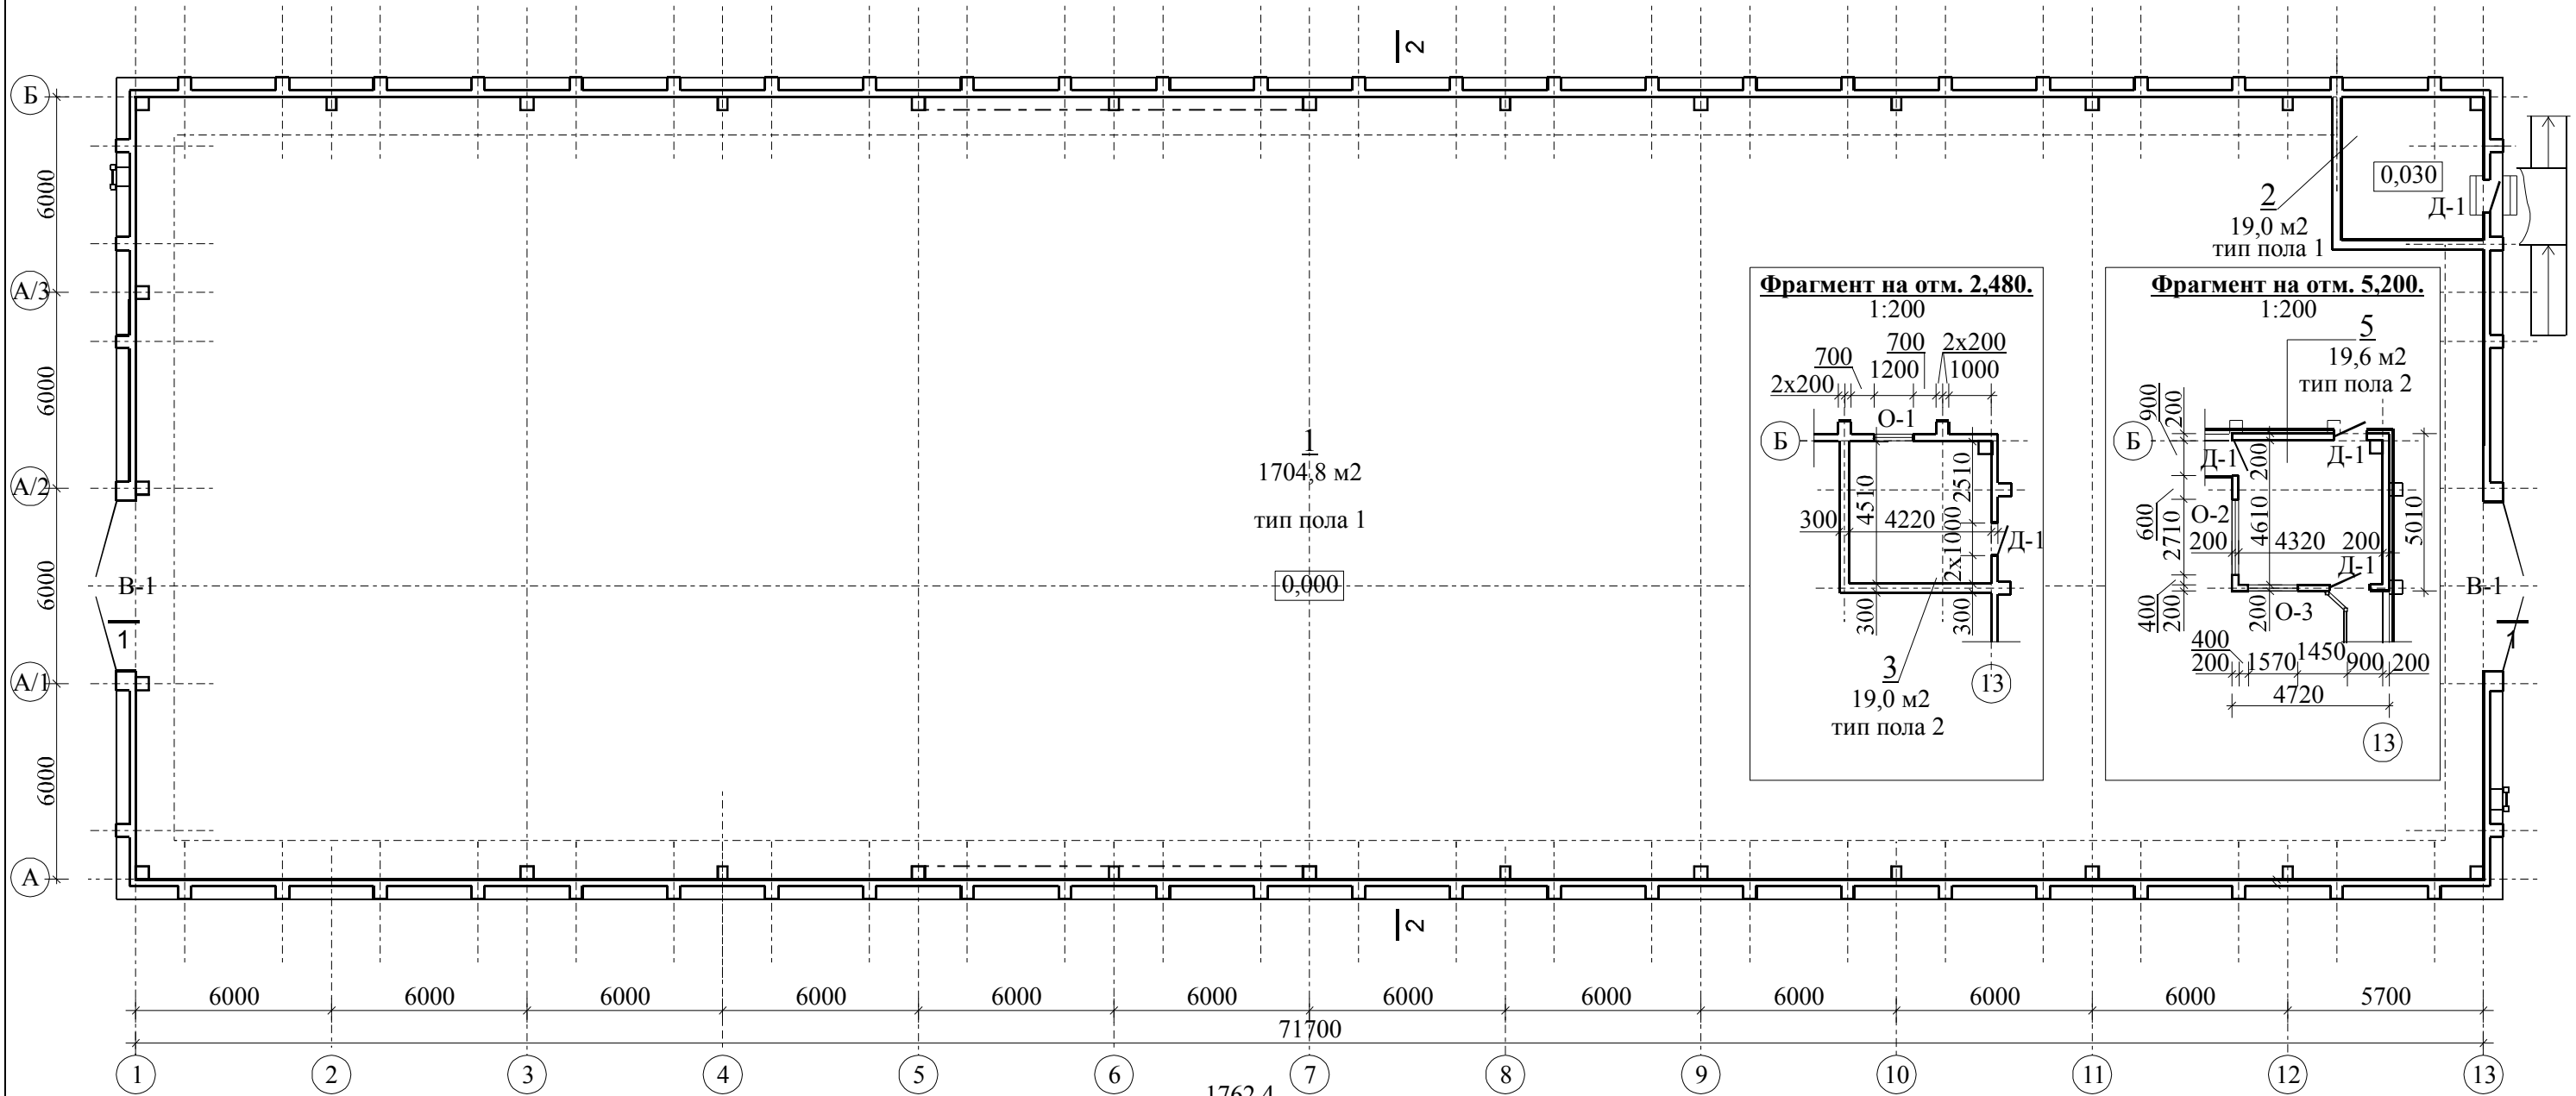 2
Б
6000
А/3
6000
А/2
6000
А/1
6000
А
В-1
1
1
1704,8 м2
тип пола 1
0,000
0,030
Д-1
2
19,0 м2
тип пола 1
Фрагмент на отм. 2,480.
1:200
700
700
2х200
2х200
1200
1000
О-1
Б
4510
2510
300
4220
2х1000
Д-1
300
300
3
19,0 м2
тип пола 2
13
Фрагмент на отм. 5,200.
1:200
5
19,6 м2
тип пола 2
900
200
Б
Д-1
200
Д-1
600
2710
О-2
4610
5010
200
4320
200
Д-1
400
200
200
О-3
400
200
1570
1450
900
200
4720
13
В-1
1
2
6000
6000
6000
6000
6000
6000
6000
6000
6000
6000
6000
5700
71700
1
2
3
4
5
6
7
8
9
10
11
12
13
1762,4